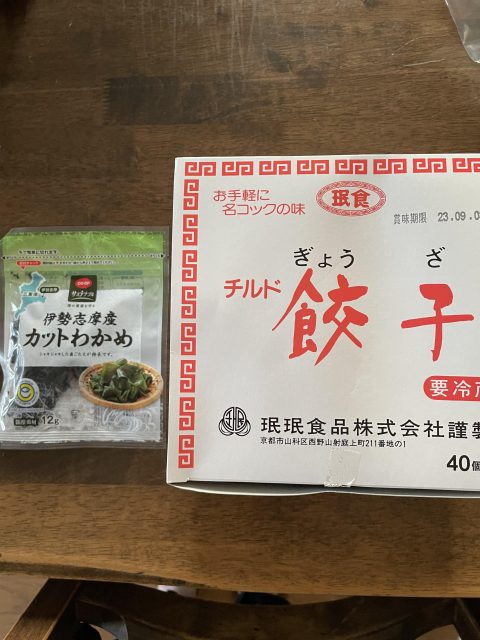 CO·OP
伊勢志摩産
カットわかめ
12g
お手軽に
名コックの味
珉食
賞味期限 23.09.0
ぎょうざ
チルド
餃子
要冷
珉珉食品株式会社謹製
京都市山科区西野山射庭上町211番地の1
40個